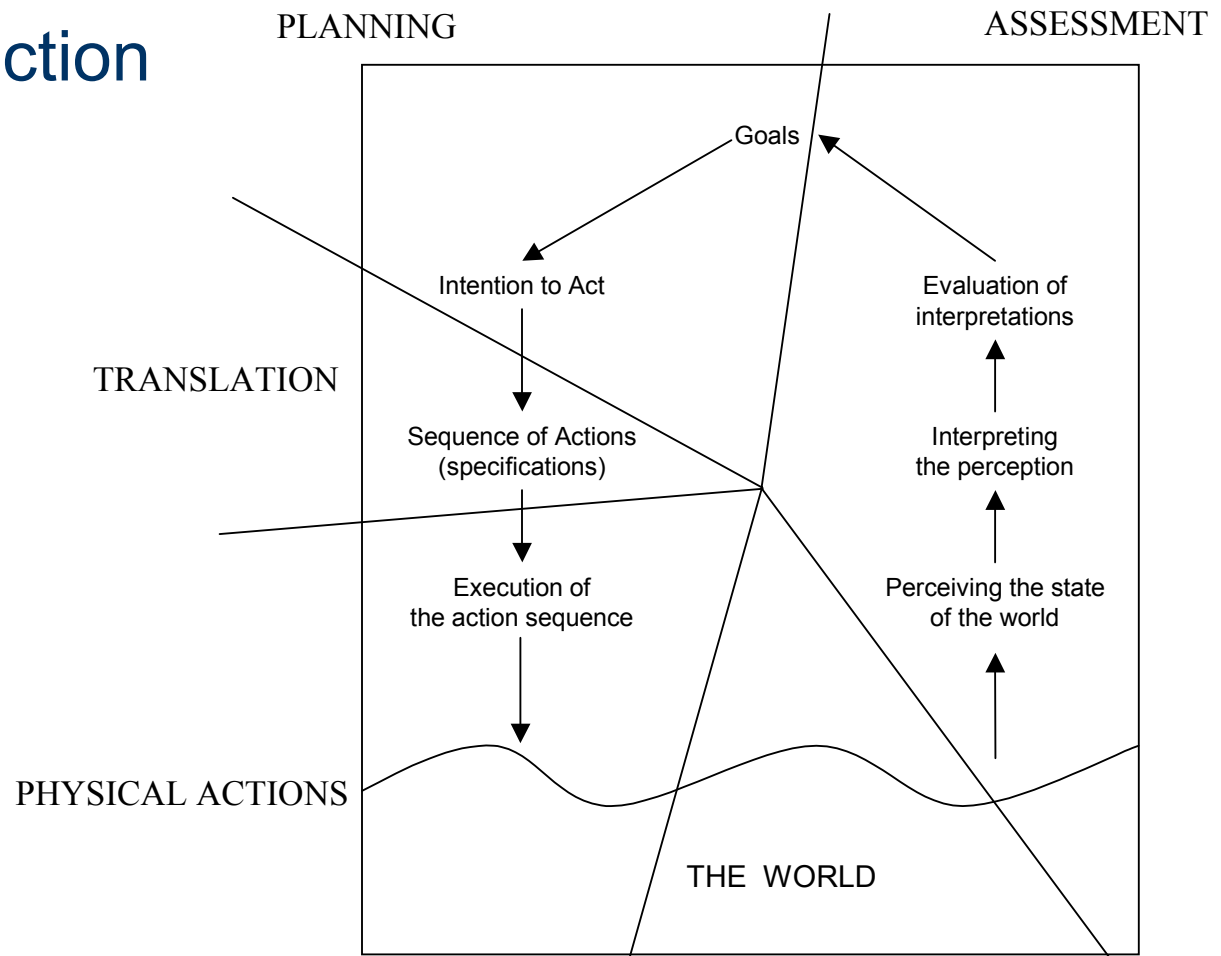 ction
PLANNING
ASSESSMENT
Goals
Intention to Act
Evaluation of
interpretations
TRANSLATION
Sequence of Actions
(specifications)
Interpreting
the perception
Execution of
the action sequence
Perceiving the state
of the world
PHYSICAL ACTIONS
THE WORLD